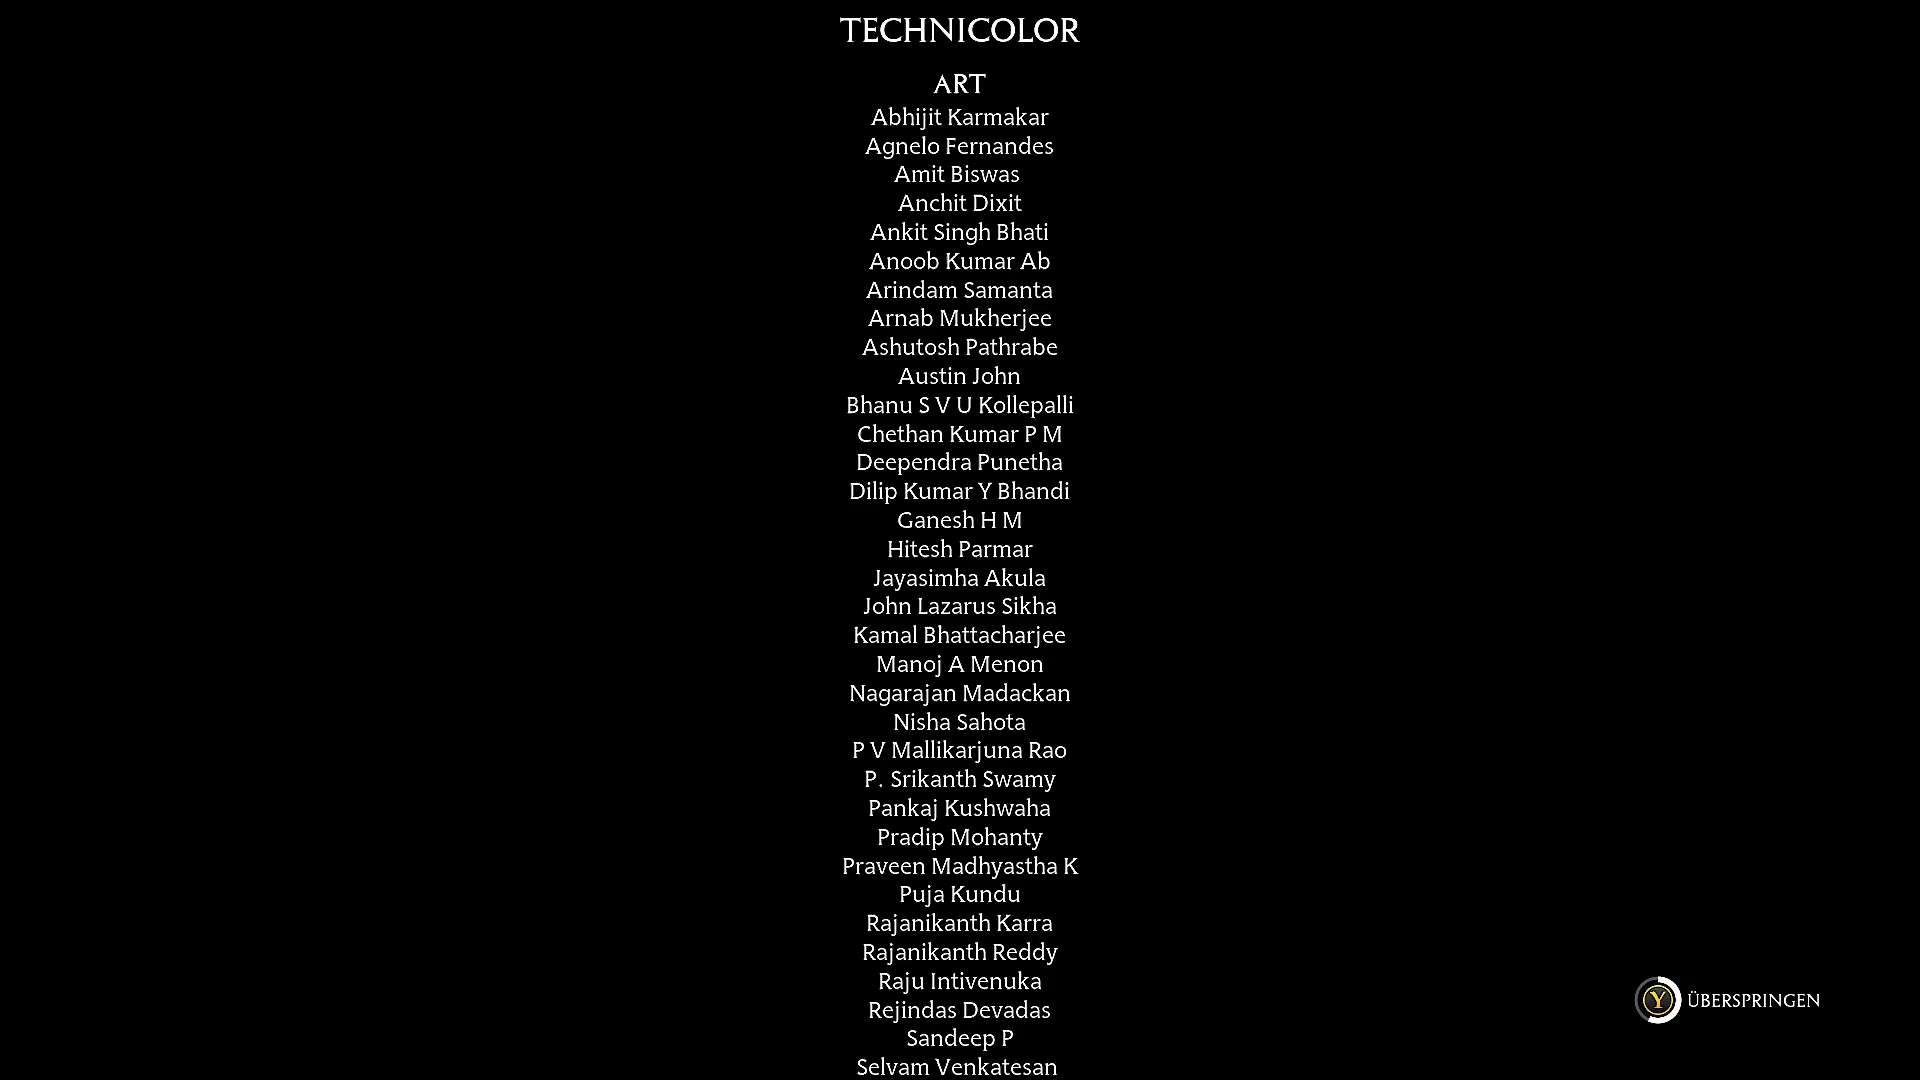 TECHNICOLOR
ART
Abhijit Karmakar
Agnelo Fernandes
Amit Biswas
Anchit Dixit
Ankit Singh Bhati
Anoob Kumar Ab
Arindam Samanta
Arnab Mukherjee
Ashutosh Pathrabe
Austin John
Bhanu S V U Kollepalli
Chethan Kumar P M
Deependra Punetha
Dilip Kumar Y Bhandi
Ganesh H M
Hitesh Parmar
Jayasimha Akula
John Lazarus Sikha
Kamal Bhattacharjee
Manoj A Menon
Nagarajan Madackan
Nisha Sahota
P V Mallikarjuna Rao
P. Srikanth Swamy
Pankaj Kushwaha
Pradip Mohanty
Praveen Madhyastha K
Puja Kundu
Rajanikanth Karra
Rajanikanth Reddy
Raju Intivenuka
Rejindas Devadas
Sandeep P
Selvam Venkatesan
Y ÜBERSPRINGEN